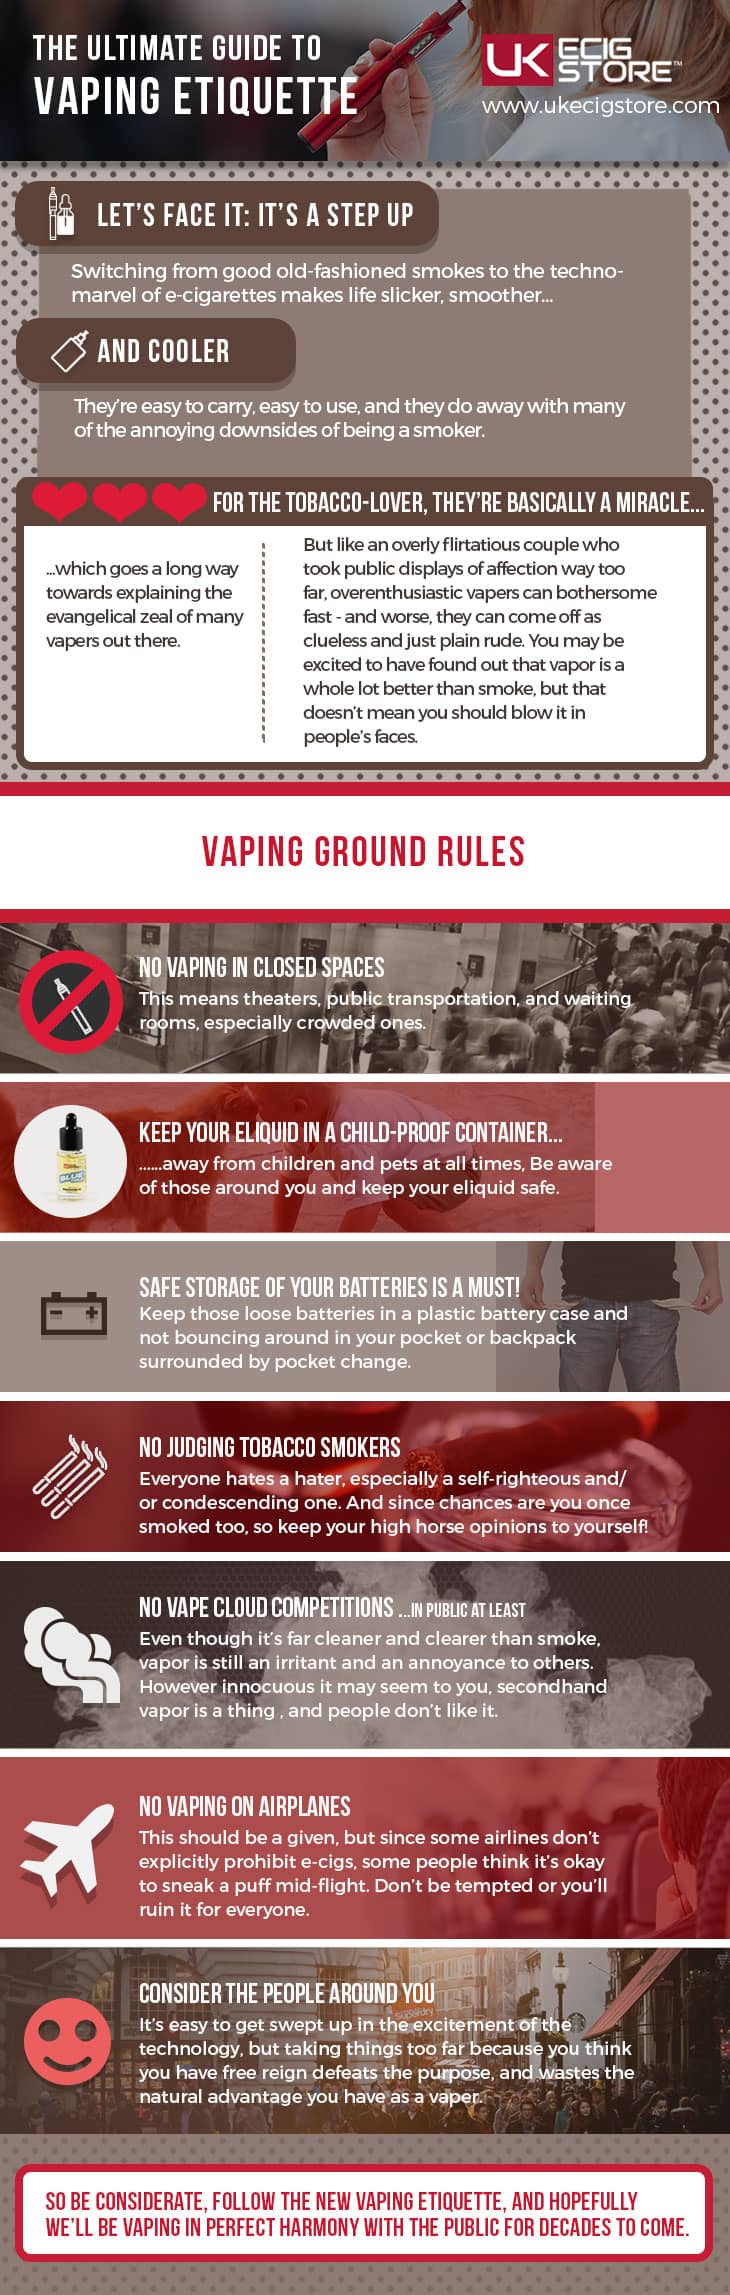 THE ULTIMATE GUIDE TO
VAPING ETIQUETTE
UK ECIG STORE™
www.ukecigstore.com
LET'S FACE IT: IT'S A STEP UP
Switching from good old-fashioned smokes to the techno-
marvel of e-cigarettes makes life slicker, smoother...
AND COOLER
They're easy to carry, easy to use, and they do away with many
of the annoying downsides of being a smoker.
FOR THE TOBACCO-LOVER, THEY'RE BASICALLY A MIRACLE...
...which goes a long way
towards explaining the
evangelical zeal of many
vapers out there.
But like an overly flirtatious couple who
took public displays of affection way too
far, overenthusiastic vapers can bothersome
fast - and worse, they can come off as
clueless and just plain rude. You may be
excited to have found out that vapor is a
whole lot better than smoke, but that
doesn't mean you should blow it in
people's faces.
VAPING GROUND RULES
NO VAPING IN CLOSED SPACES
This means theaters, public transportation, and waiting
rooms, especially crowded ones.
BLUE
KEEP YOUR ELIQUID IN A CHILD-PROOF CONTAINER...
......away from children and pets at all times, Be aware
of those around you and keep your eliquid safe.
SAFE STORAGE OF YOUR BATTERIES IS A MUST!
Keep those loose batteries in a plastic battery case and
not bouncing around in your pocket or backpack
surrounded by pocket change.
NO JUDGING TOBACCO SMOKERS
Everyone hates a hater, especially a self-righteous and/
or condescending one. And since chances are you once
smoked too, so keep your high horse opinions to yourself!
NO VAPE CLOUD COMPETITIONS ...IN PUBLIC AT LEAST
Even though it's far cleaner and clearer than smoke,
vapor is still an irritant and an annoyance to others.
However innocuous it may seem to you, secondhand
vapor is a thing , and people don't like it.
NO VAPING ON AIRPLANES
This should be a given, but since some airlines don't
explicitly prohibit e-cigs, some people think it's okay
to sneak a puff mid-flight. Don't be tempted or you'll
ruin it for everyone.
CONSIDER THE PEOPLE AROUND YOU
It's easy to get swept up in the excitement of the
technology, but taking things too far because you think
you have free reign defeats the purpose, and wastes the
natural advantage you have as a vaper.
Superdry
SO BE CONSIDERATE, FOLLOW THE NEW VAPING ETIQUETTE, AND HOPEFULLY
WE'LL BE VAPING IN PERFECT HARMONY WITH THE PUBLIC FOR DECADES TO COME.